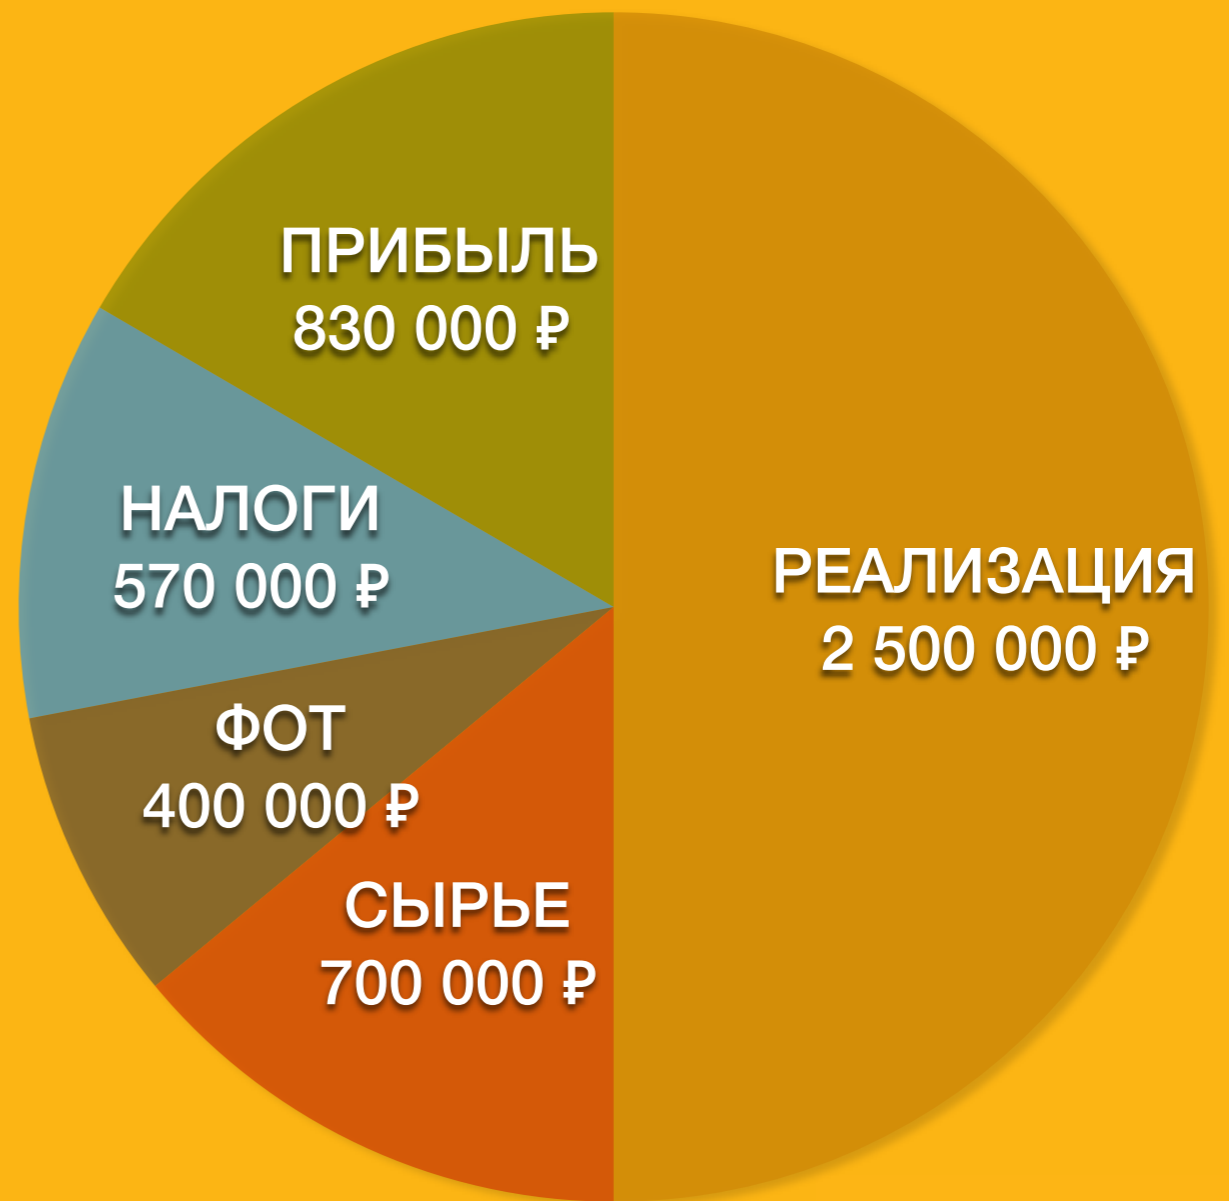 ПРИБЫЛЬ
830 000 ₽
НАЛОГИ
570 000 ₽
РЕАЛИЗАЦИЯ
2 500 000 ₽
ФОТ
400 000 ₽
СЫРЬЕ
700 000 ₽